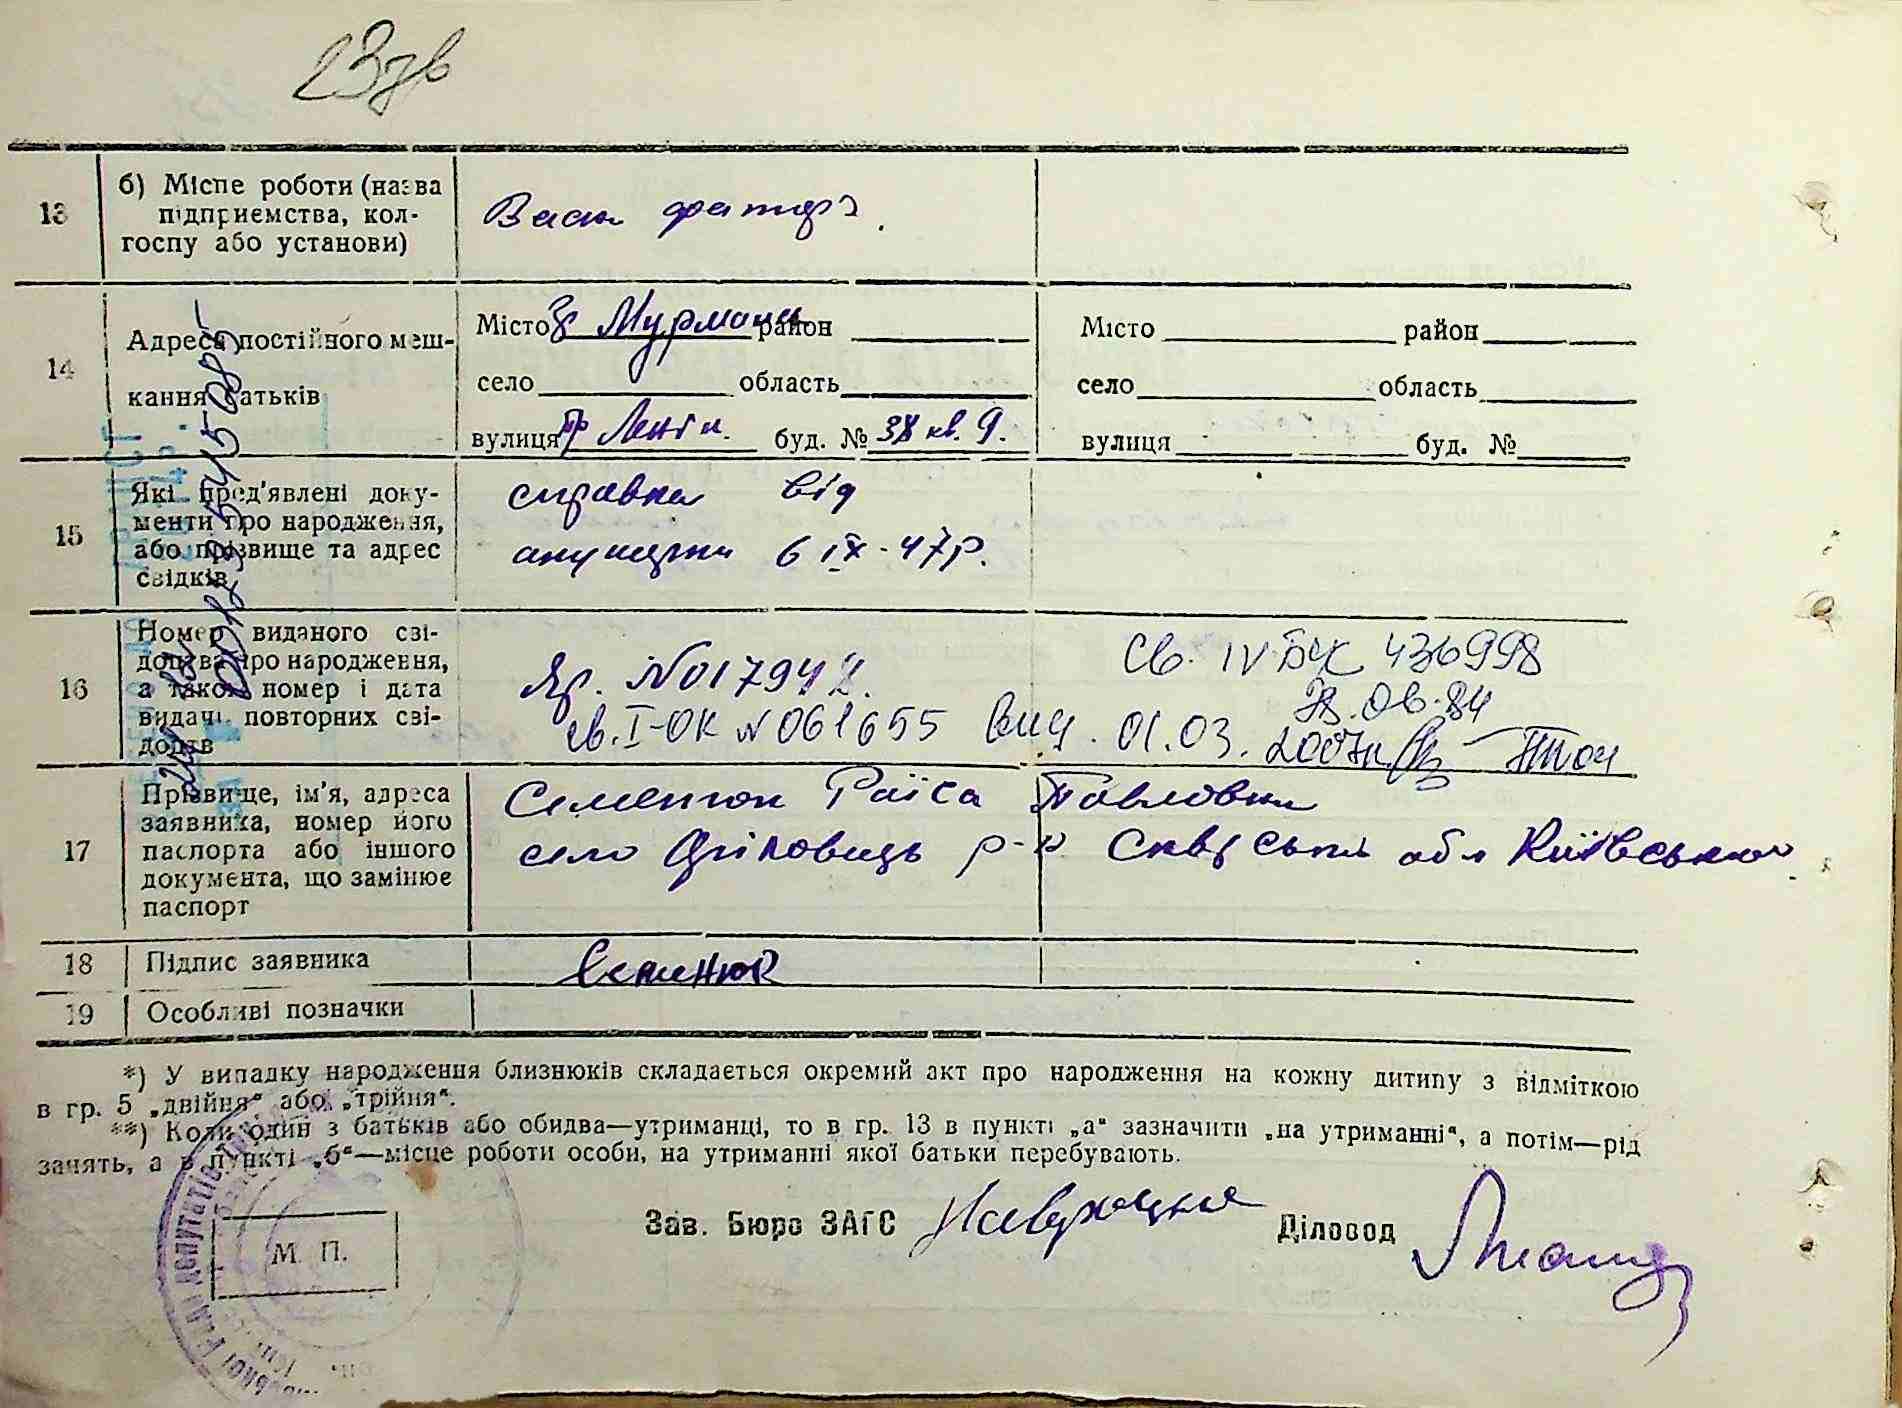 23зв
13 б) Місце роботи (назва
підприємства, кол-
госпу або установи)
14 Адреса постійного меш-
кання батьків
Місто з Мурманськ район
село область
вулиця пр Леніна. буд. № 38 кв. 9.
Місто район
село область
вулиця буд. №
15 Які пред'явлені доку-
менти про народження,
або прізвище та адрес
свідків
справка від
акушерки 6 ІХ-47р.
16 Номер виданого сві-
доцтва про народження,
а також номер і дата
видачі повторних сві-
доцтв
№017942.
Св. IV-БК 436998
06.84
св. I-ОК №061655 вид. 01.03.2007
17 Прізвище, ім'я, адреса
заявника, номер його
паспорта або іншого
документа, що замінює
паспорт
Семенюк Раїса Павловна
село р-н Сквірський обл Київської
18 Підпис заявника
Семенюк
19 Особливі позначки
*) У випадку народження близнюків складається окремий акт про народження на кожну дитину з відміткою
в гр. 5 „двійня“ або „трійня“.
**) Коли один з батьків або обидва—утриманці, то в гр. 13 в пункті „а“ зазначити „на утриманні“, а потім—рід
занять, а в пункті „б“—місце роботи особи, на утриманні якої батьки перебувають.
Зав. Бюро ЗАГС
Діловод
М. П.